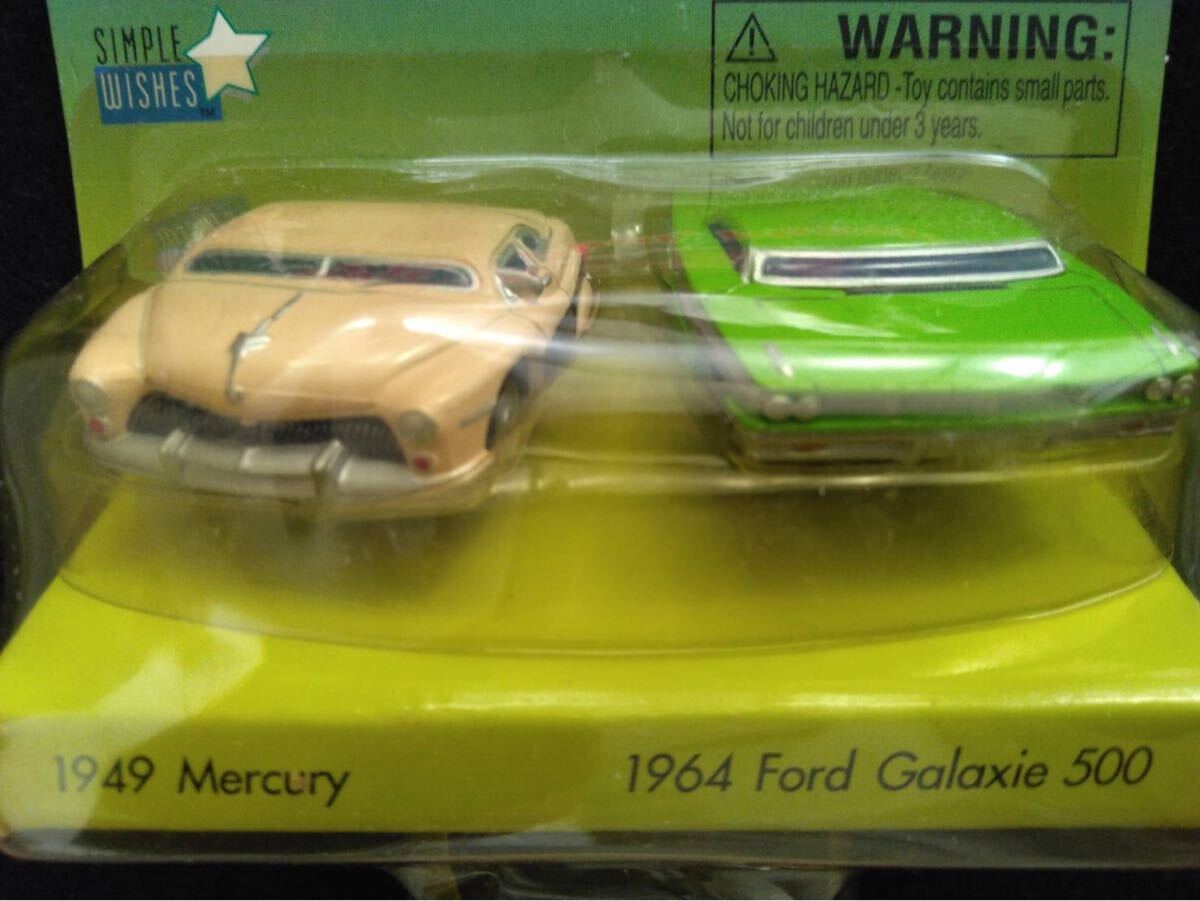 SIMPLE
WISHES™
WARNING:
CHOKING HAZARD -Toy contains small parts.
Not for children under 3 years.
1949 Mercury
1964 Ford Galaxie 500